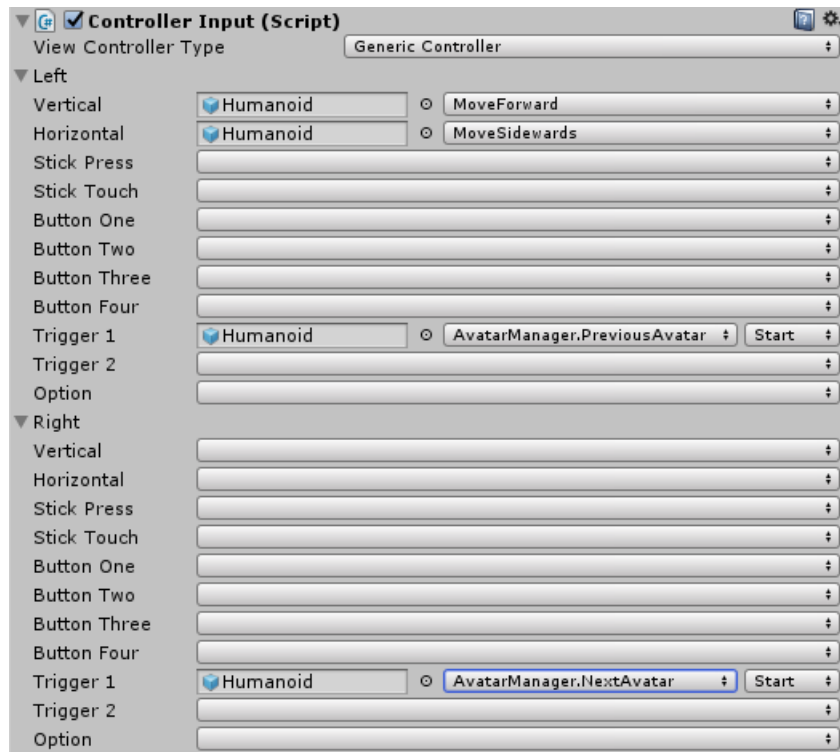 Controller Input (Script)
View Controller Type Generic Controller
Left
Vertical Humanoid MoveForward
Horizontal Humanoid MoveSidewards
Stick Press
Stick Touch
Button One
Button Two
Button Three
Button Four
Trigger 1 Humanoid AvatarManager.PreviousAvatar Start
Trigger 2
Option
Right
Vertical
Horizontal
Stick Press
Stick Touch
Button One
Button Two
Button Three
Button Four
Trigger 1 Humanoid AvatarManager.NextAvatar Start
Trigger 2
Option